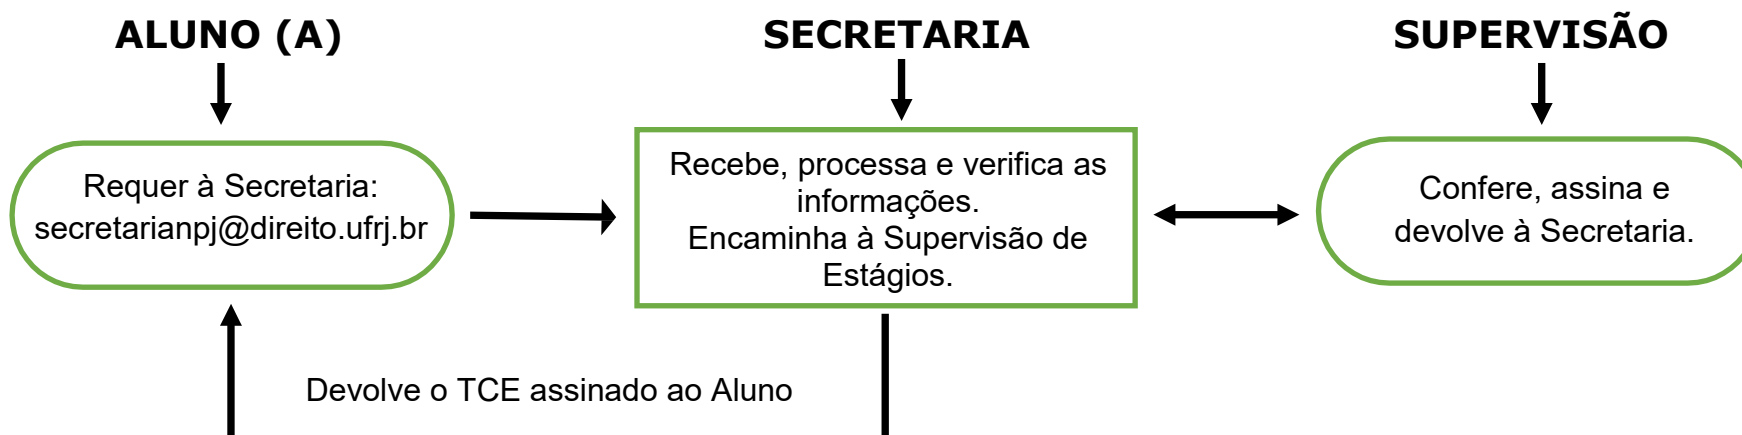 ALUNO (A)
SECRETARIA
SUPERVISÃO
Requer à Secretaria:
secretarianpj@direito.ufrj.br
Recebe, processa e verifica as
informações.
Encaminha à Supervisão de
Estágios.
Confere, assina e
devolve à Secretaria.
Devolve o TCE assinado ao Aluno